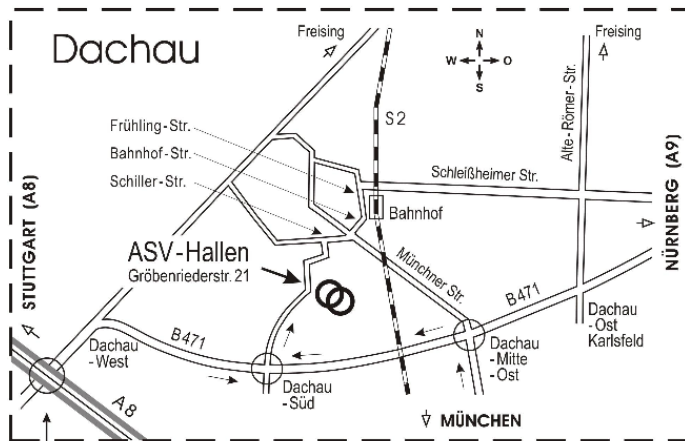 Dachau
Freising
Freising
N
W O
S
S2
Alte-Römer-Str.
Frühling-Str.
Bahnhof-Str.
Schiller-Str.
Schleißheimer Str.
Bahnhof
STUTTGART (A8)
NÜRNBERG (A9)
ASV-Hallen
Gröbenriederstr. 21
Münchner Str.
B471
B471
Dachau
-West
Dachau
-Süd
Dachau
-Mitte
-Ost
Dachau
-Ost
Karlsfeld
A8
MÜNCHEN